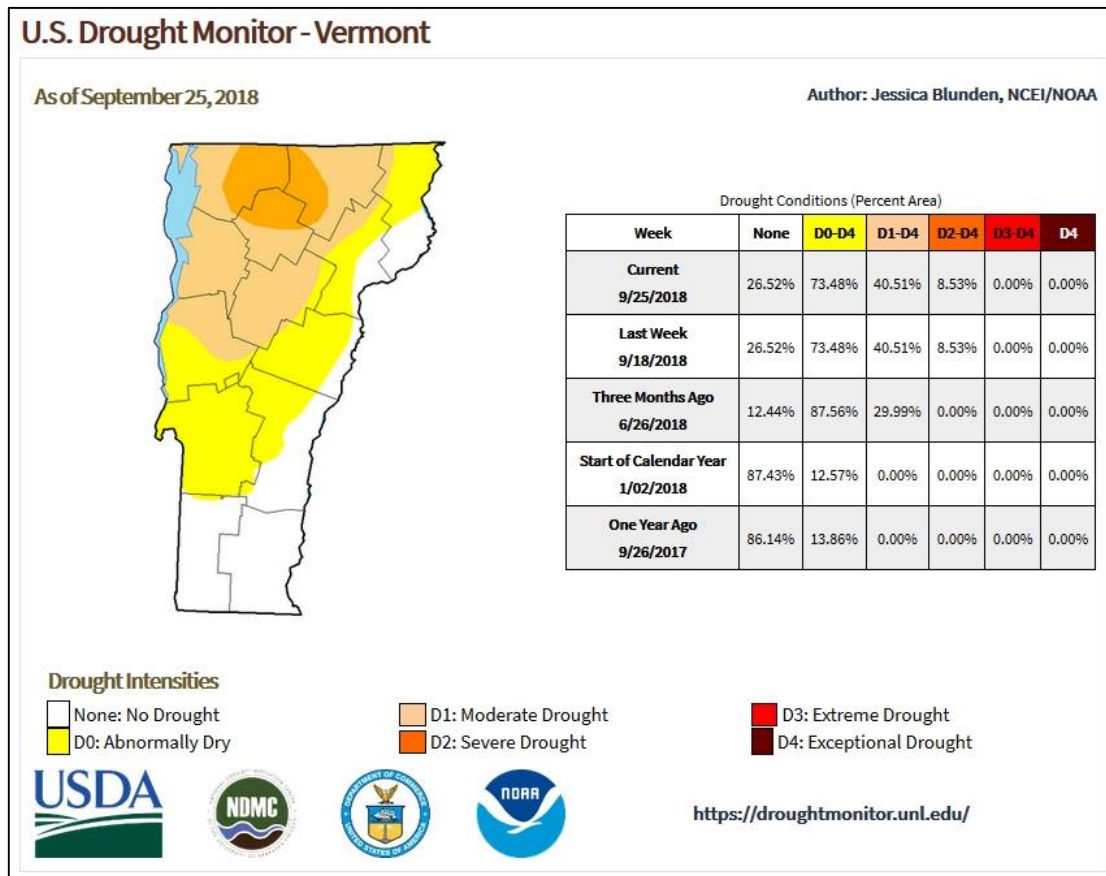 U.S. Drought Monitor - Vermont
As of September 25, 2018
Author: Jessica Blunden, NCEI/NOAA
Drought Conditions (Percent Area)
Week None D0-D4 D1-D4 D2-D4 D3-D4 D4
Current
9/25/2018 26.52% 73.48% 40.51% 8.53% 0.00% 0.00%
Last Week
9/18/2018 26.52% 73.48% 40.51% 8.53% 0.00% 0.00%
Three Months Ago
6/26/2018 12.44% 87.56% 29.99% 0.00% 0.00% 0.00%
Start of Calendar Year
1/02/2018 87.43% 12.57% 0.00% 0.00% 0.00% 0.00%
One Year Ago
9/26/2017 86.14% 13.86% 0.00% 0.00% 0.00% 0.00%
Drought Intensities
None: No Drought
D1: Moderate Drought
D3: Extreme Drought
D0: Abnormally Dry
D2: Severe Drought
D4: Exceptional Drought
USDA
NDMC
DEPARTMENT OF COMMERCE
UNITED STATES OF AMERICA
NOAA
https://droughtmonitor.unl.edu/